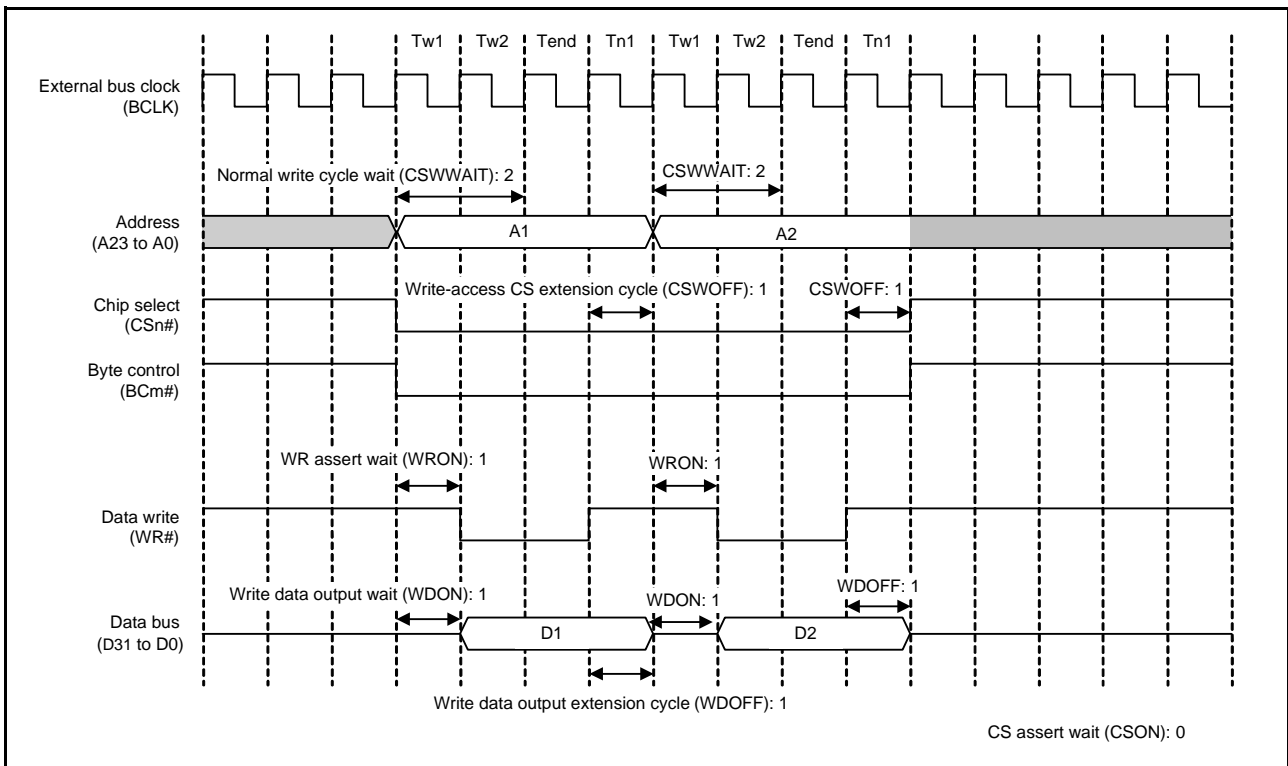 Tw1 Tw2 Tend Tn1 Tw1 Tw2 Tend Tn1
External bus clock
(BCLK)
Normal write cycle wait (CSWWAIT): 2
CSWWAIT: 2
Address
(A23 to A0)
A1
A2
Write-access CS extension cycle (CSWOFF): 1
CSWOFF: 1
Chip select
(CSn#)
Byte control
(BCm#)
WR assert wait (WRON): 1
WRON: 1
Data write
(WR#)
Write data output wait (WDON): 1
WDON: 1
WDOFF: 1
Data bus
(D31 to D0)
D1
D2
Write data output extension cycle (WDOFF): 1
CS assert wait (CSON): 0